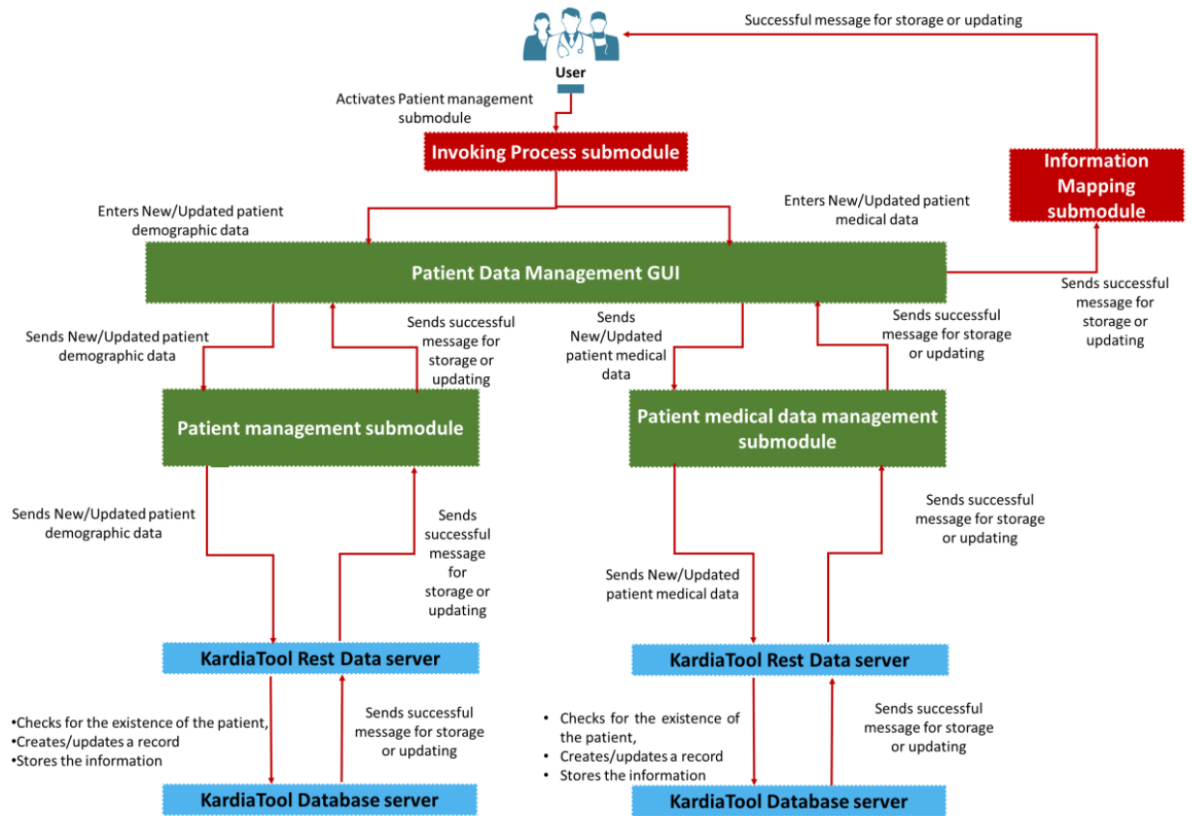 Successful message for storage or updating
User
Activates Patient management
submodule
Invoking Process submodule
Information
Mapping
submodule
Enters New/Updated patient
demographic data
Enters New/Updated patient
medical data
Patient Data Management GUI
Sends successful
message for
storage or
updating
Sends New/Updated patient
demographic data
Sends successful
message for
storage or
updating
Sends
New/Updated
patient medical
data
Sends successful
message for storage
or updating
Patient management submodule
Patient medical data management
submodule
Sends New/Updated patient
demographic data
Sends
successful
message
for
storage or
updating
Sends New/Updated
patient medical data
Sends successful
message for storage
or updating
KardiaTool Rest Data server
KardiaTool Rest Data server
•Checks for the existence of the patient,
•Creates/updates a record
•Stores the information
Sends successful
message for storage
or updating
• Checks for the existence of
the patient,
• Creates/updates a record
• Stores the information
Sends successful
message for storage
or updating
KardiaTool Database server
KardiaTool Database server